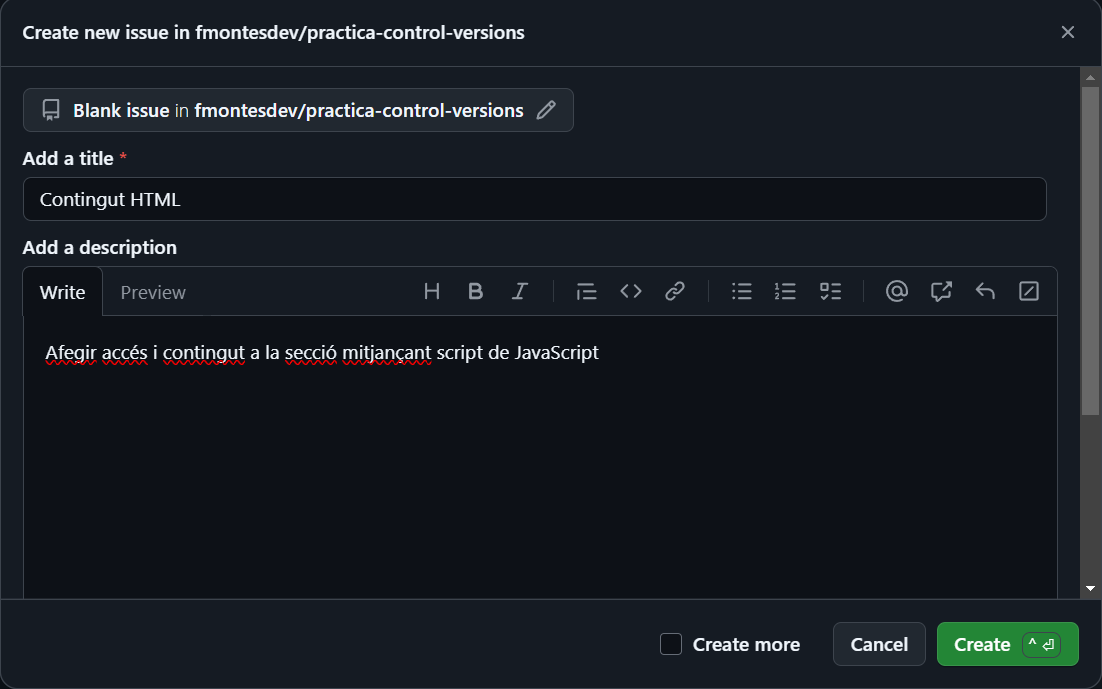 Create new issue in fmontesdev/practica-control-versions
Blank issue in fmontesdev/practica-control-versions
Add a title *
Contingut HTML
Add a description
Write Preview
Afegir accés i contingut a la secció mitjançant script de JavaScript
Create more Cancel Create ^ ⏎